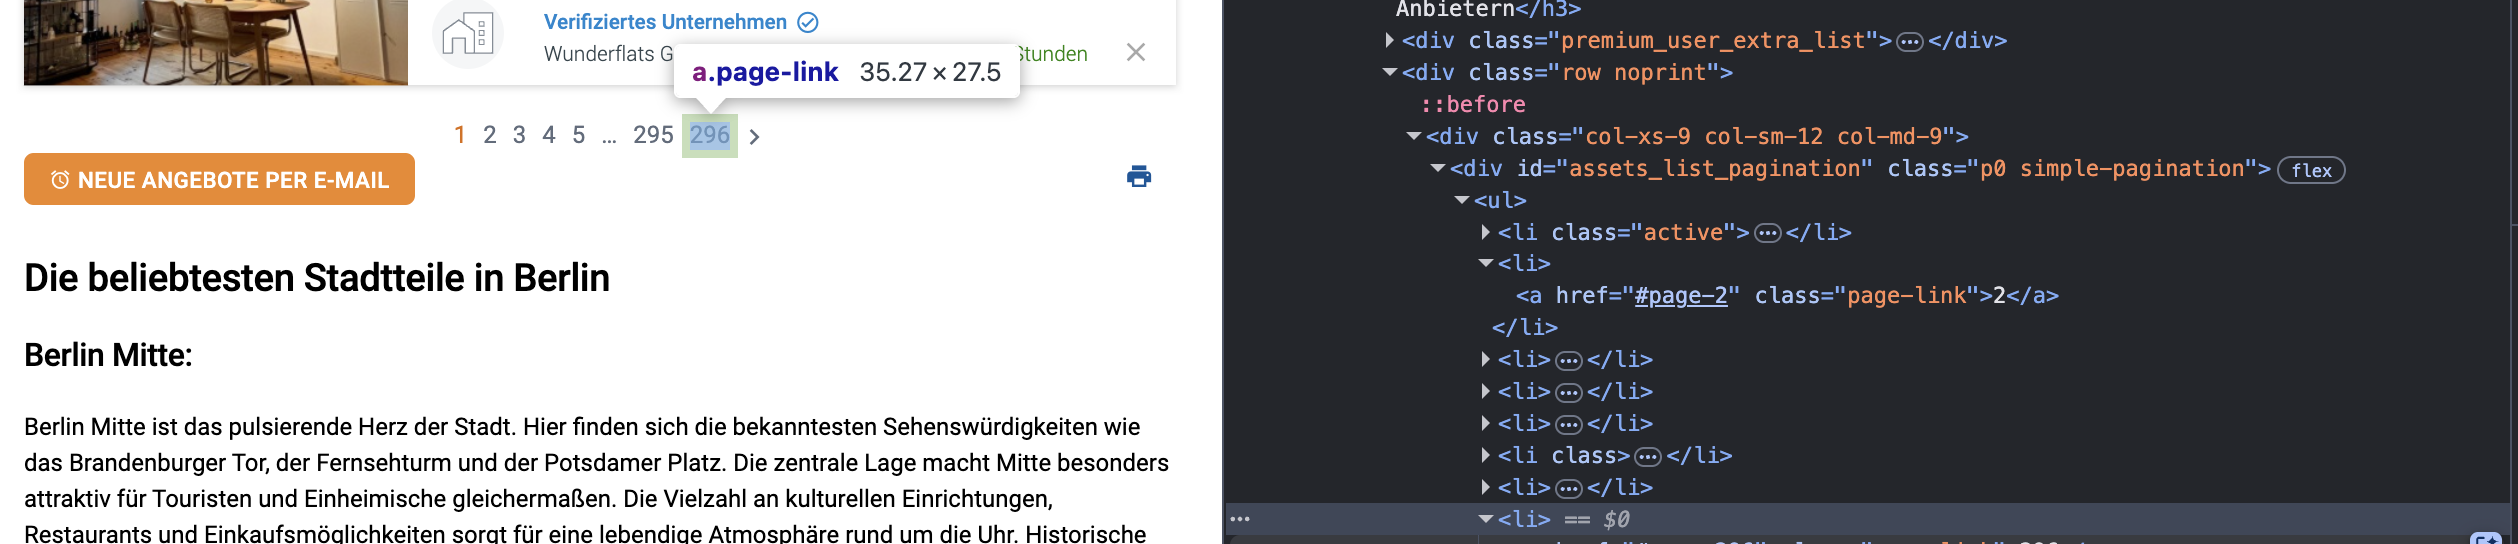 Verifiziertes Unternehmen
Wunderflats G
Stunden
a.page-link 35.27 × 27.5
1 2 3 4 5 ... 295 296 >
NEUE ANGEBOTE PER E-MAIL
Die beliebtesten Stadtteile in Berlin
Berlin Mitte:
Berlin Mitte ist das pulsierende Herz der Stadt. Hier finden sich die bekanntesten Sehenswürdigkeiten wie
das Brandenburger Tor, der Fernsehturm und der Potsdamer Platz. Die zentrale Lage macht Mitte besonders
attraktiv für Touristen und Einheimische gleichermaßen. Die Vielzahl an kulturellen Einrichtungen,
Restaurants und Einkaufsmöglichkeiten sorgt für eine lebendige Atmosphäre rund um die Uhr. Historische
Anbietern</h3>
<div class="premium_user_extra_list">…</div>
<div class="row noprint">
::before
<div class="col-xs-9 col-sm-12 col-md-9">
<div id="assets_list_pagination" class="p0 simple-pagination"> flex
<ul>
<li class="active">…</li>
<li>
<a href="#page-2" class="page-link">2</a>
</li>
<li>…</li>
<li>…</li>
<li>…</li>
<li class>…</li>
<li>…</li>
… <li> == $0